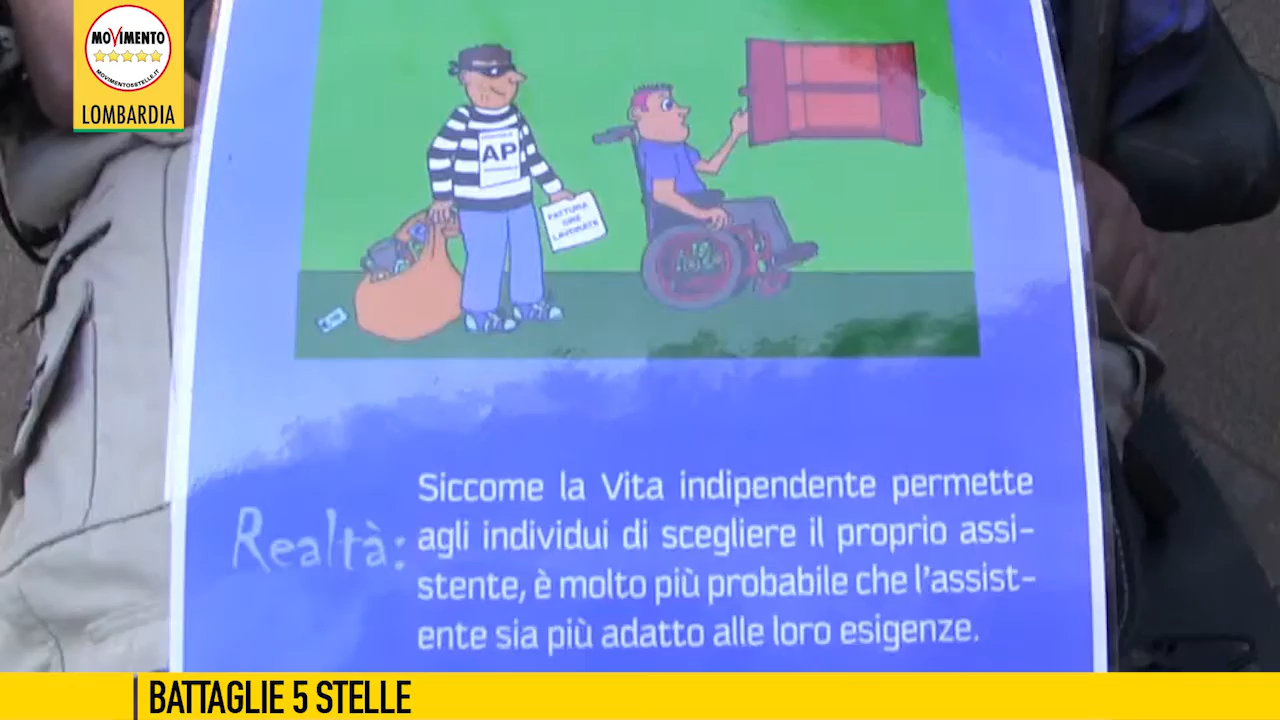 MOVIMENTO
MOVIMENTO5STELLE.IT
LOMBARDIA
AP
FATTURA
ORE
LAVORATE
Realtà:
Siccome la Vita indipendente permette
agli individui di scegliere il proprio assi-
stente, è molto più probabile che l'assist-
ente sia più adatto alle loro esigenze.
BATTAGLIE 5 STELLE